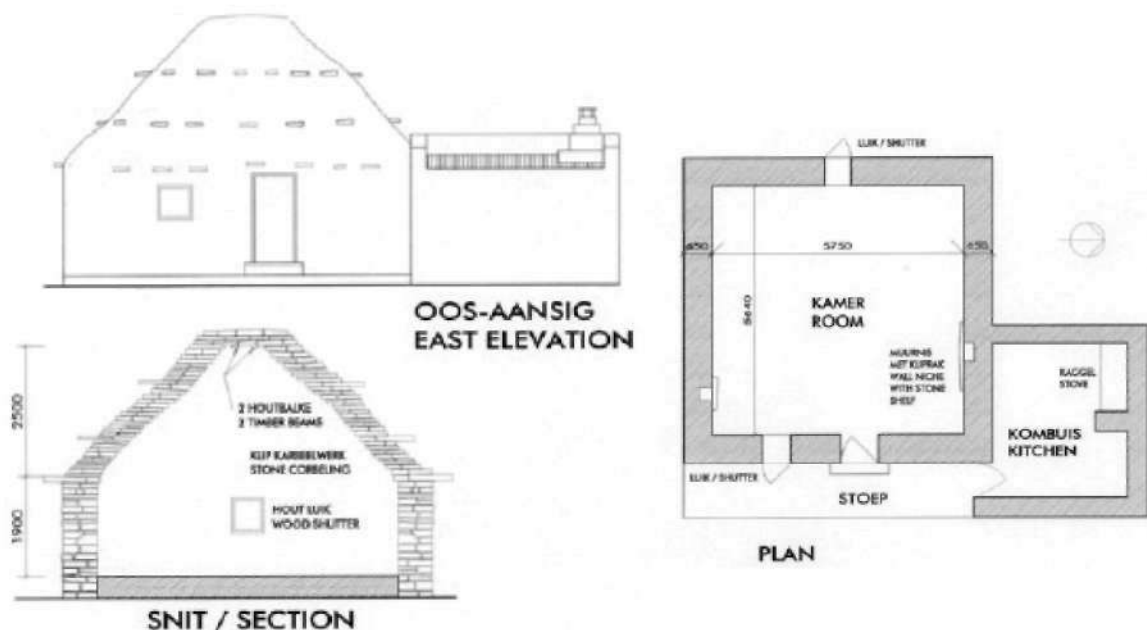 OOS-AANSIG
EAST ELEVATION
2500
1900
2 HOUTBALKE
2 TIMBER BEAMS
KLIP KARBEELWERK
STONE CORBELING
HOUT LUIK
WOOD SHUTTER
SNIT / SECTION
LUIK / SHUTTER
650
5750
650
5640
KAMER
ROOM
MUURNIS
MET KLIPRAK
WALL NICHE
WITH STONE
SHELF
STOVE
KOMBUIS
KITCHEN
LUIK / SHUTTER
STOEP
PLAN